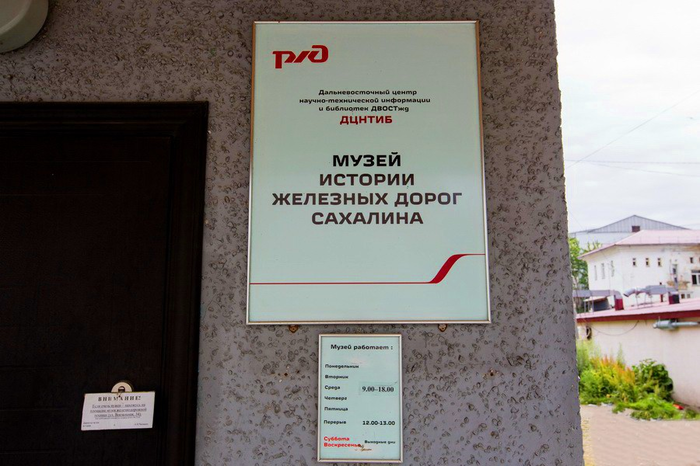 РЖД
Дальневосточный центр
научно-технической информации
и библиотек ДВОСТжд
ДЦНТИБ
МУЗЕЙ
ИСТОРИИ
ЖЕЛЕЗНЫХ ДОРОГ
САХАЛИНА
Музей работает :
Понедельник
Вторник
Среда 9.00-18.00
Четверг
Пятница
Перерыв 12.00-13.00
Суббота
Воскресенье Выходные дни
ВНИМАНИЕ!